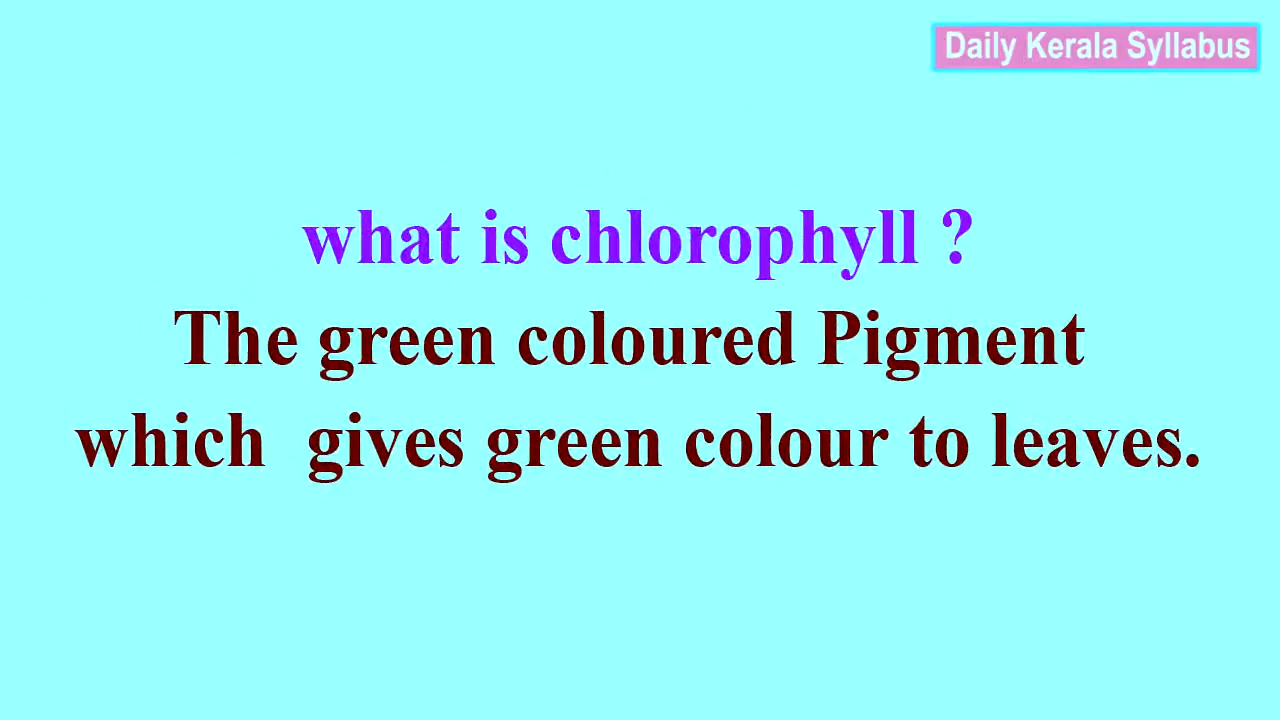 Daily Kerala Syllabus
what is chlorophyll ?
The green coloured Pigment
which gives green colour to leaves.